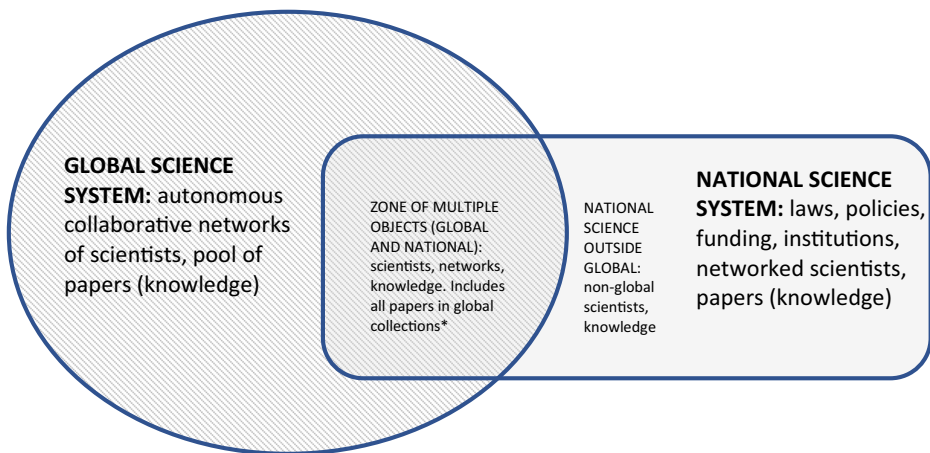 GLOBAL SCIENCE
SYSTEM: autonomous
collaborative networks
of scientists, pool of
papers (knowledge)
ZONE OF MULTIPLE
OBJECTS (GLOBAL
AND NATIONAL):
scientists, networks,
knowledge. Includes
all papers in global
collections*
NATIONAL
SCIENCE
OUTSIDE
GLOBAL:
non-global
scientists,
knowledge
NATIONAL SCIENCE
SYSTEM: laws, policies,
funding, institutions,
networked scientists,
papers (knowledge)